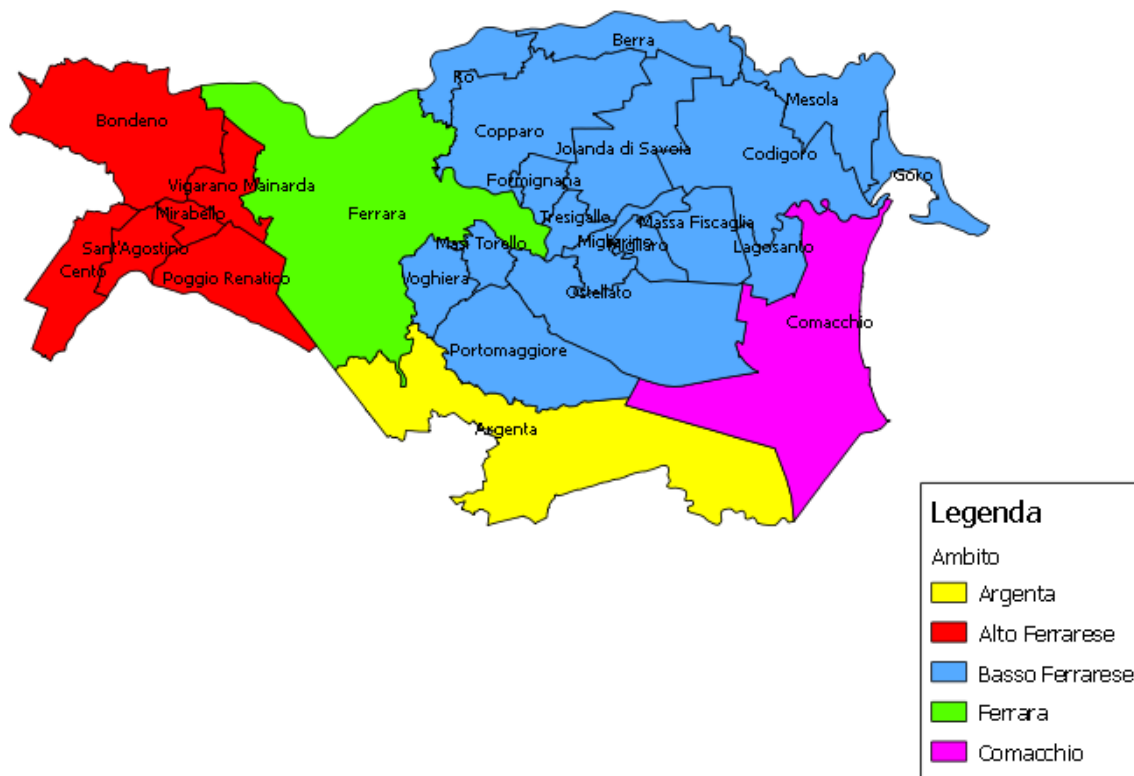 Berra
Ro
Mesola
Bondeno
Copparo
Jolanda di Savoia
Codigoro
Goro
Formignana
Vigarano Mainarda
Mirabello
Ferrara
Tresigallo
Massa Fiscaglia
Migliarino
Migliaro
Masi Torello
Lagosanto
Sant'Agostino
Cento
Poggio Renatico
Voghiera
Ostellato
Comacchio
Portomaggiore
Argenta
Legenda
Ambito
Argenta
Alto Ferrarese
Basso Ferrarese
Ferrara
Comacchio